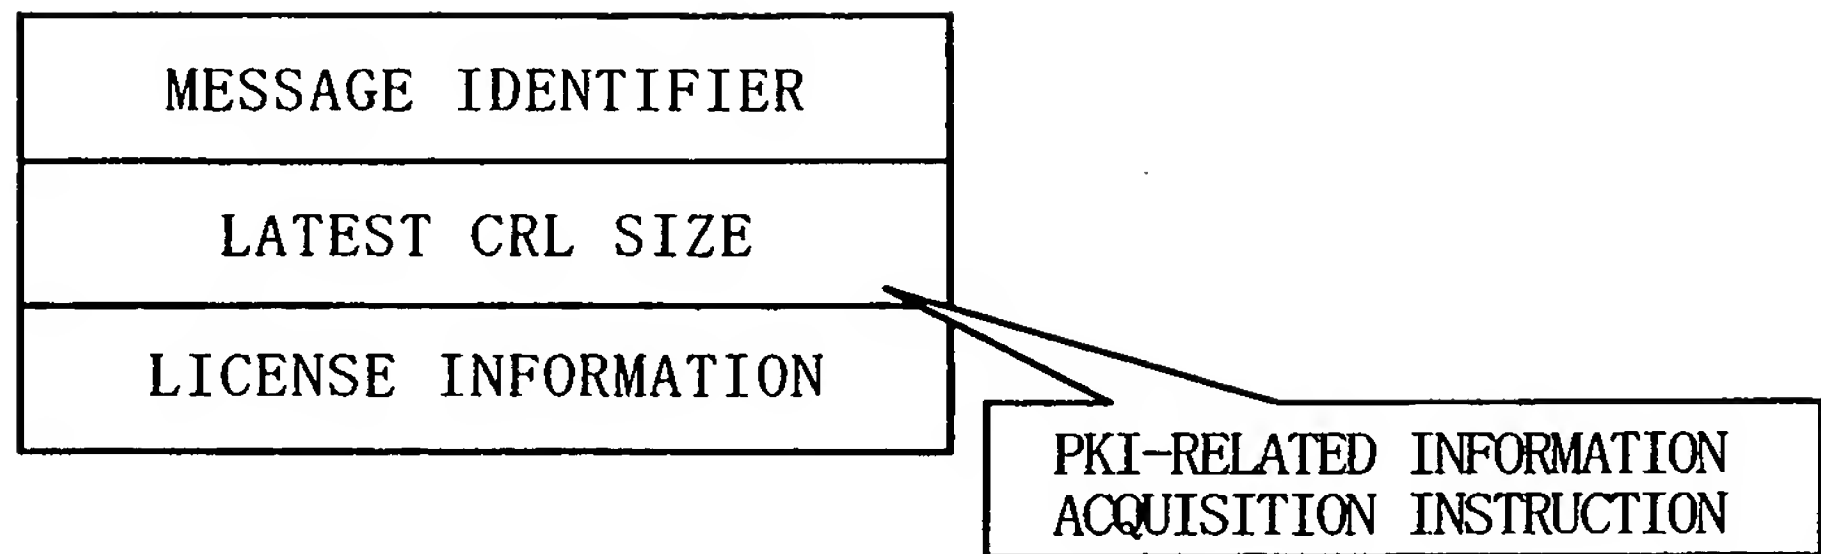 MESSAGE IDENTIFIER
LATEST CRL SIZE
LICENSE INFORMATION
PKI-RELATED INFORMATION
ACQUISITION INSTRUCTION